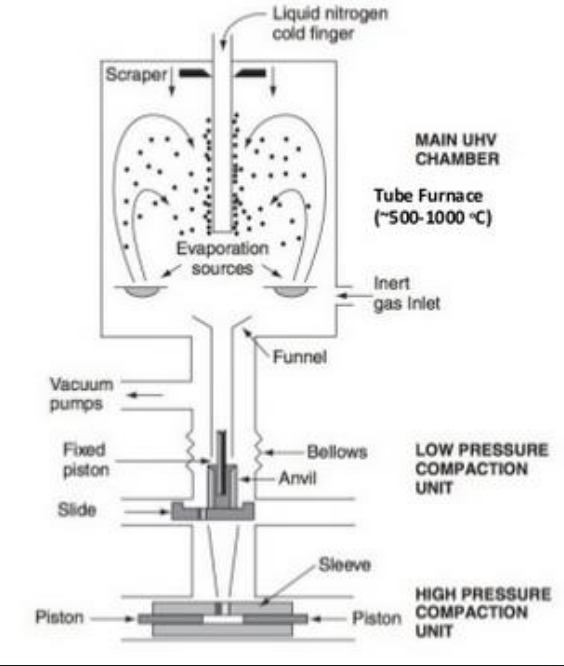 Liquid nitrogen
cold finger
Scraper
MAIN UHV
CHAMBER
Tube Furnace
(~500-1000 °C)
Evaporation
sources
Inert
gas Inlet
Funnel
Vacuum
pumps
Fixed
piston
Bellows
Anvil
LOW PRESSURE
COMPACTION
UNIT
Slide
Sleeve
HIGH PRESSURE
COMPACTION
UNIT
Piston
Piston